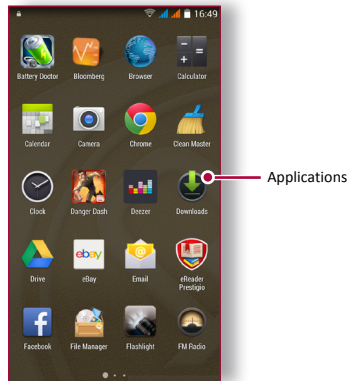 16:49
Battery Doctor Bloomberg Browser Calculator
Calendar Camera Chrome Clean Master
Applications
Clock Danger Dash Deezer Downloads
ebay
Drive eBay Email eReader
Prestigio
Facebook File Manager Flashlight FM Radio